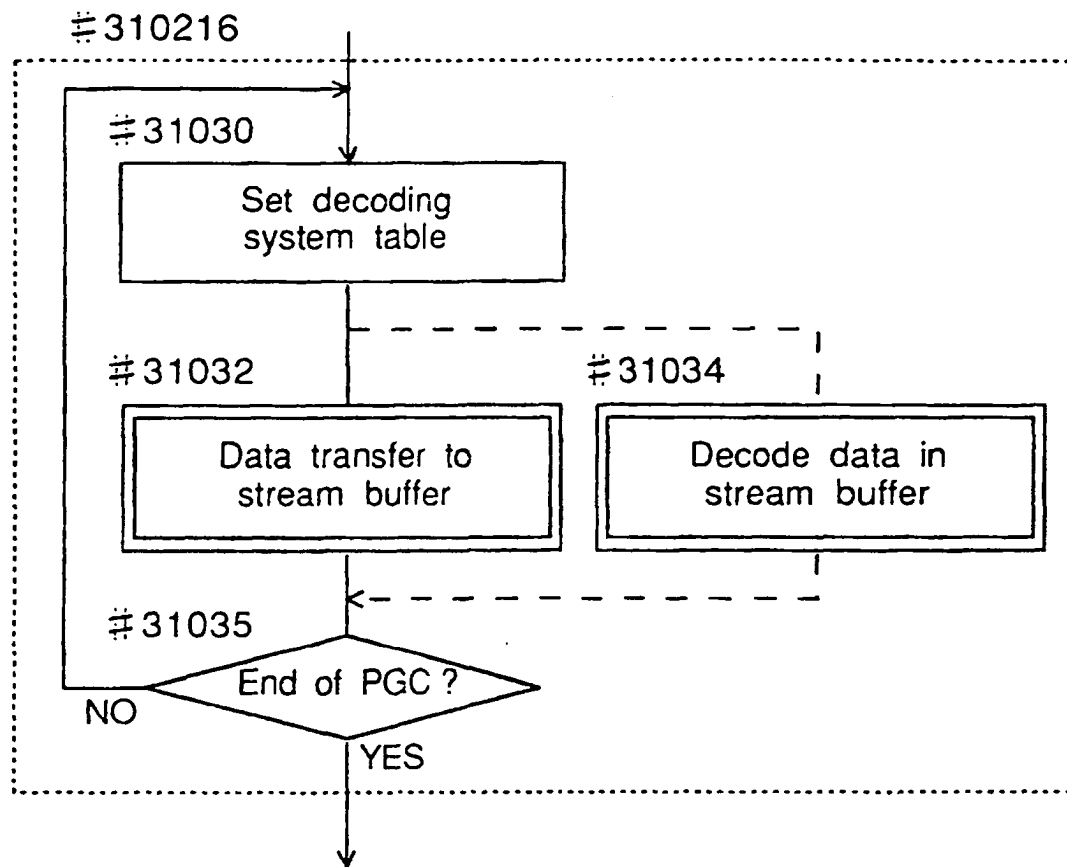 #310216
#31030
Set decoding
system table
#31032
#31034
Data transfer to
stream buffer
Decode data in
stream buffer
#31035
End of PGC ?
NO
YES